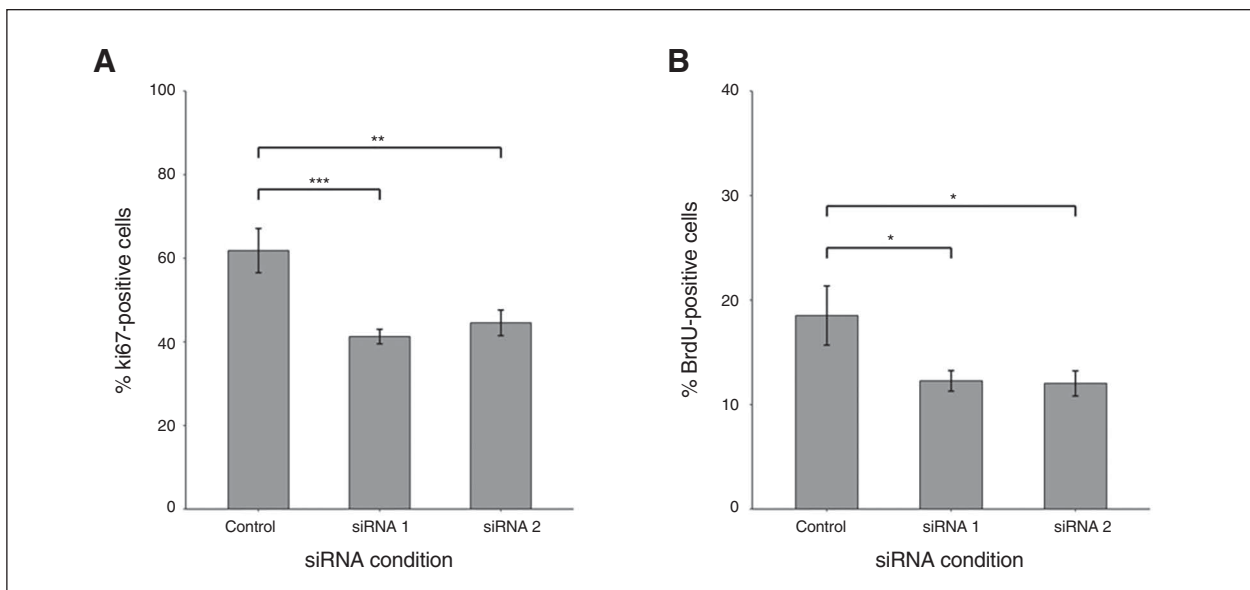 A
100
80
60
40
20
0
% ki67-positive cells
**
***
Control
siRNA 1
siRNA 2
siRNA condition
B
40
30
20
10
0
% BrdU-positive cells
*
*
Control
siRNA 1
siRNA 2
siRNA condition